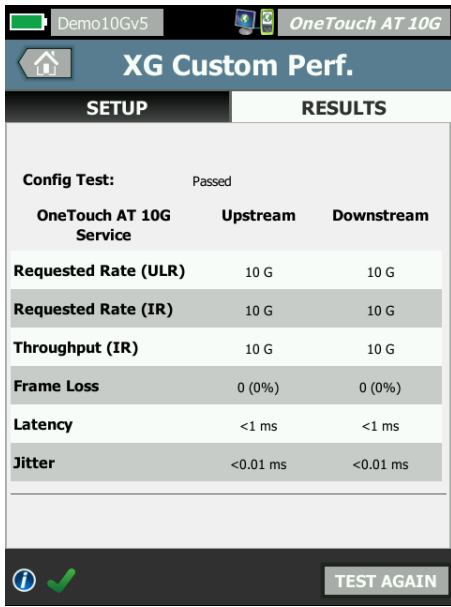 Demo10Gv5 OneTouch AT 10G
XG Custom Perf.
SETUP RESULTS
Config Test: Passed
OneTouch AT 10G Service Upstream Downstream
Requested Rate (ULR) 10 G 10 G
Requested Rate (IR) 10 G 10 G
Throughput (IR) 10 G 10 G
Frame Loss 0 (0%) 0 (0%)
Latency <1 ms <1 ms
Jitter <0.01 ms <0.01 ms
TEST AGAIN